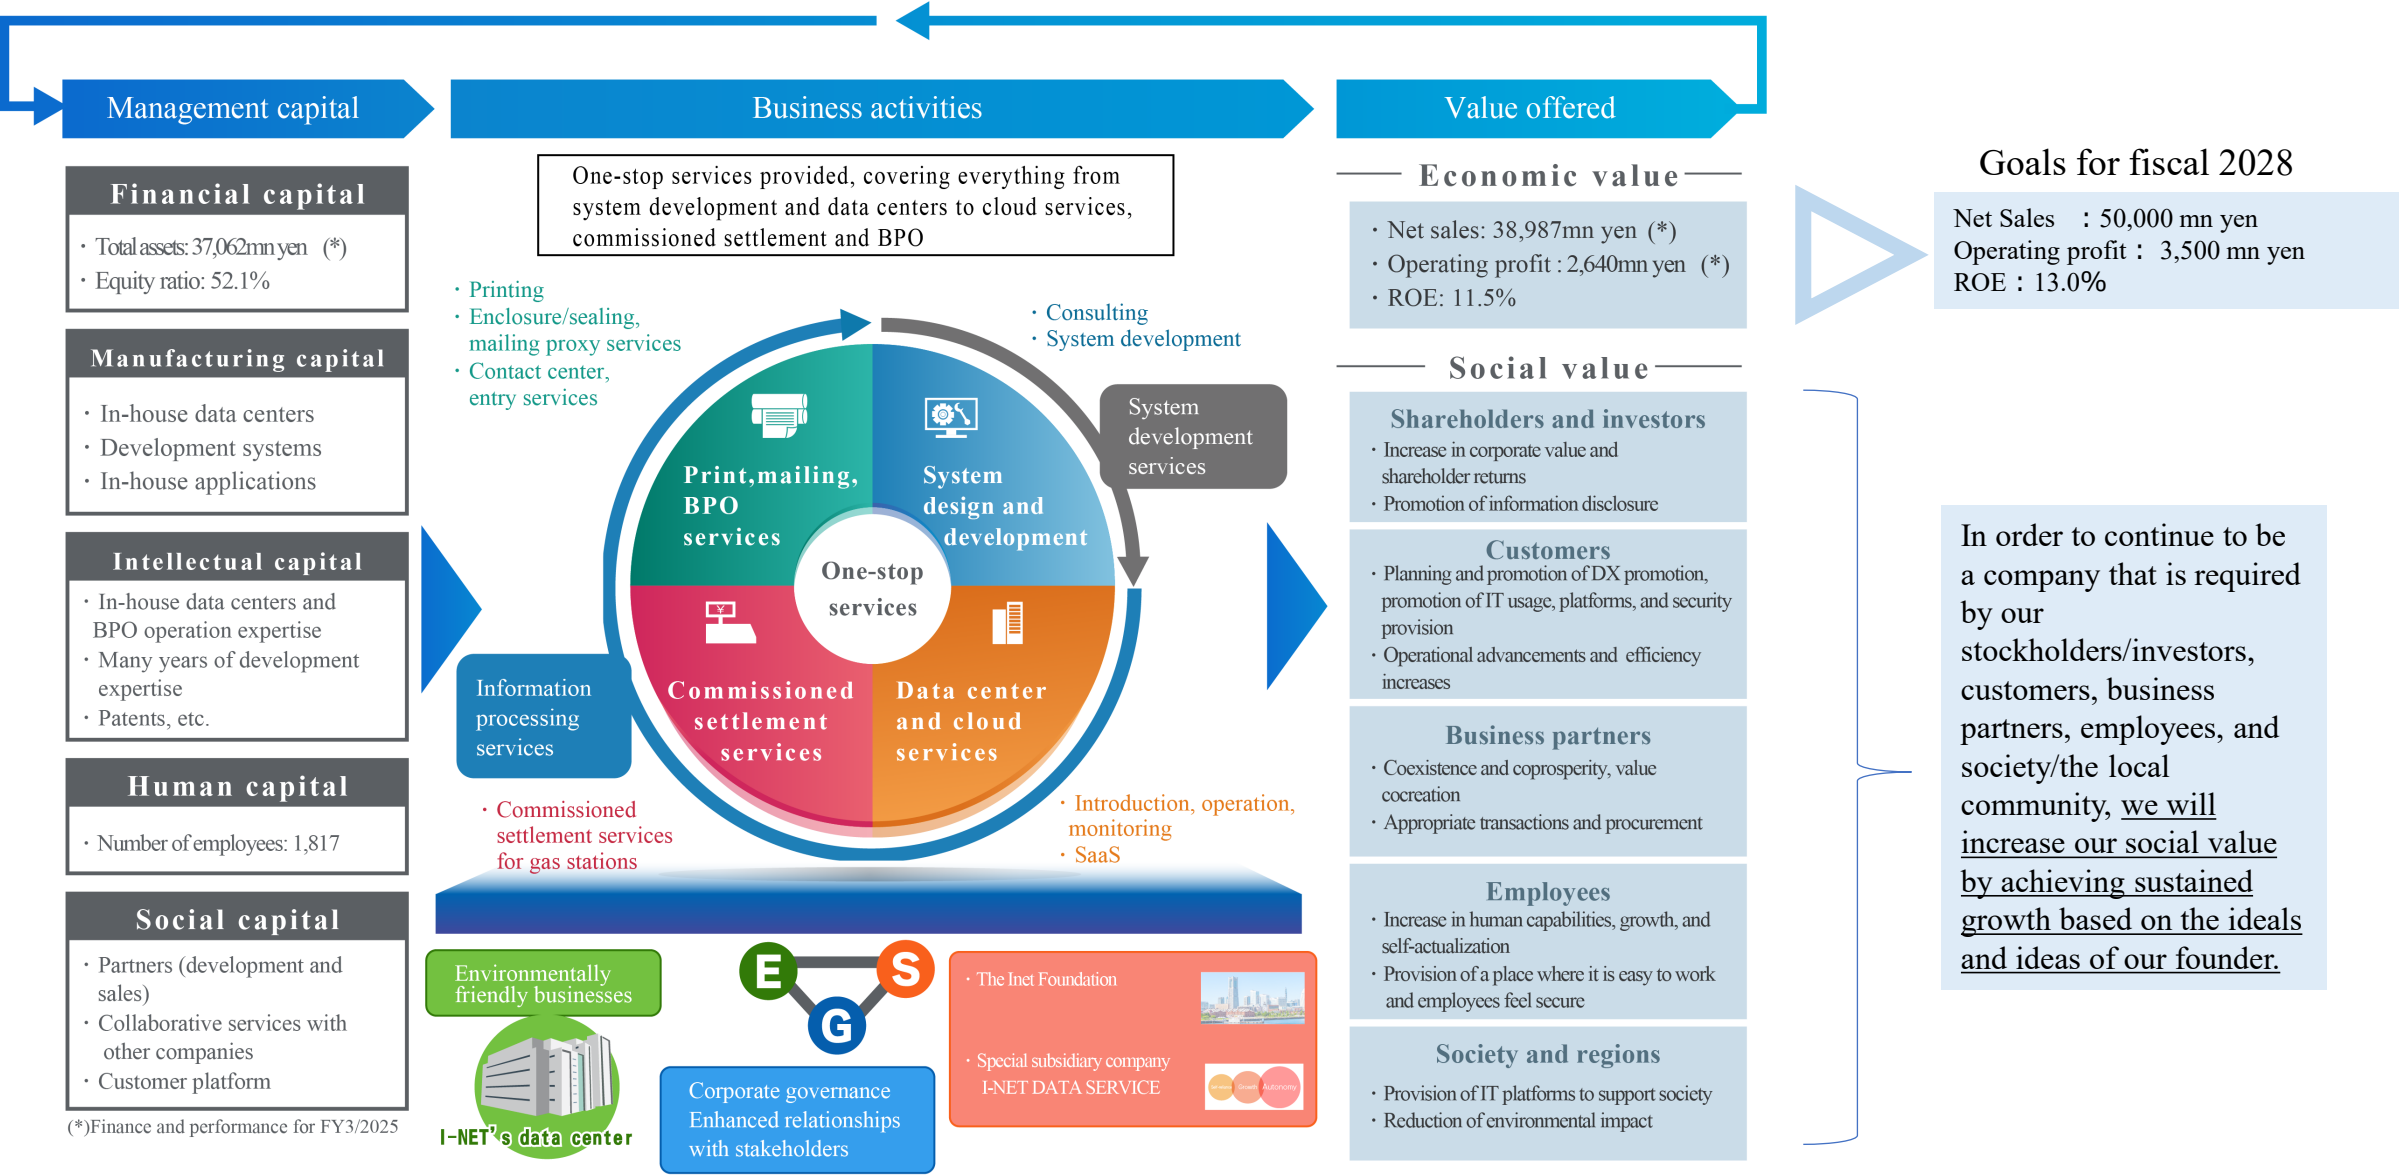 Management capital
Business activities
Value offered
Financial capital
・Total assets: 37,062mn yen (*)
・Equity ratio: 52.1%
Manufacturing capital
・In-house data centers
・Development systems
・In-house applications
Intellectual capital
・In-house data centers and
BPO operation expertise
・Many years of development
expertise
・Patents, etc.
Human capital
・Number of employees: 1,817
Social capital
・Partners (development and
sales)
・Collaborative services with
other companies
・Customer platform
(*)Finance and performance for FY3/2025
One-stop services provided, covering everything from
system development and data centers to cloud services,
commissioned settlement and BPO
・Printing
・Enclosure/sealing,
mailing proxy services
・Contact center,
entry services
・Consulting
・System development
System
development
services
Print,mailing,
BPO
services
System
design and
development
One-stop
services
¥
Commissioned
settlement
services
Data center
and cloud
services
Information
processing
services
・Commissioned
settlement services
for gas stations
・Introduction, operation,
monitoring
・SaaS
Environmentally
friendly businesses
I-NET's data center
E
S
G
Corporate governance
Enhanced relationships
with stakeholders
・The Inet Foundation
・Special subsidiary company
I-NET DATA SERVICE
Growth
Autonomy
Economic value
・Net sales: 38,987mn yen (*)
・Operating profit : 2,640mn yen (*)
・ROE: 11.5%
Social value
Shareholders and investors
・Increase in corporate value and
shareholder returns
・Promotion of information disclosure
Customers
・Planning and promotion of DX promotion,
promotion of IT usage, platforms, and security
provision
・Operational advancements and efficiency
increases
Business partners
・Coexistence and coprosperity, value
cocreation
・Appropriate transactions and procurement
Employees
・Increase in human capabilities, growth, and
self-actualization
・Provision of a place where it is easy to work
and employees feel secure
Society and regions
・Provision of IT platforms to support society
・Reduction of environmental impact
Goals for fiscal 2028
Net Sales ：50,000 mn yen
Operating profit： 3,500 mn yen
ROE：13.0%
In order to continue to be
a company that is required
by our
stockholders/investors,
customers, business
partners, employees, and
society/the local
community, we will
increase our social value
by achieving sustained
growth based on the ideals
and ideas of our founder.